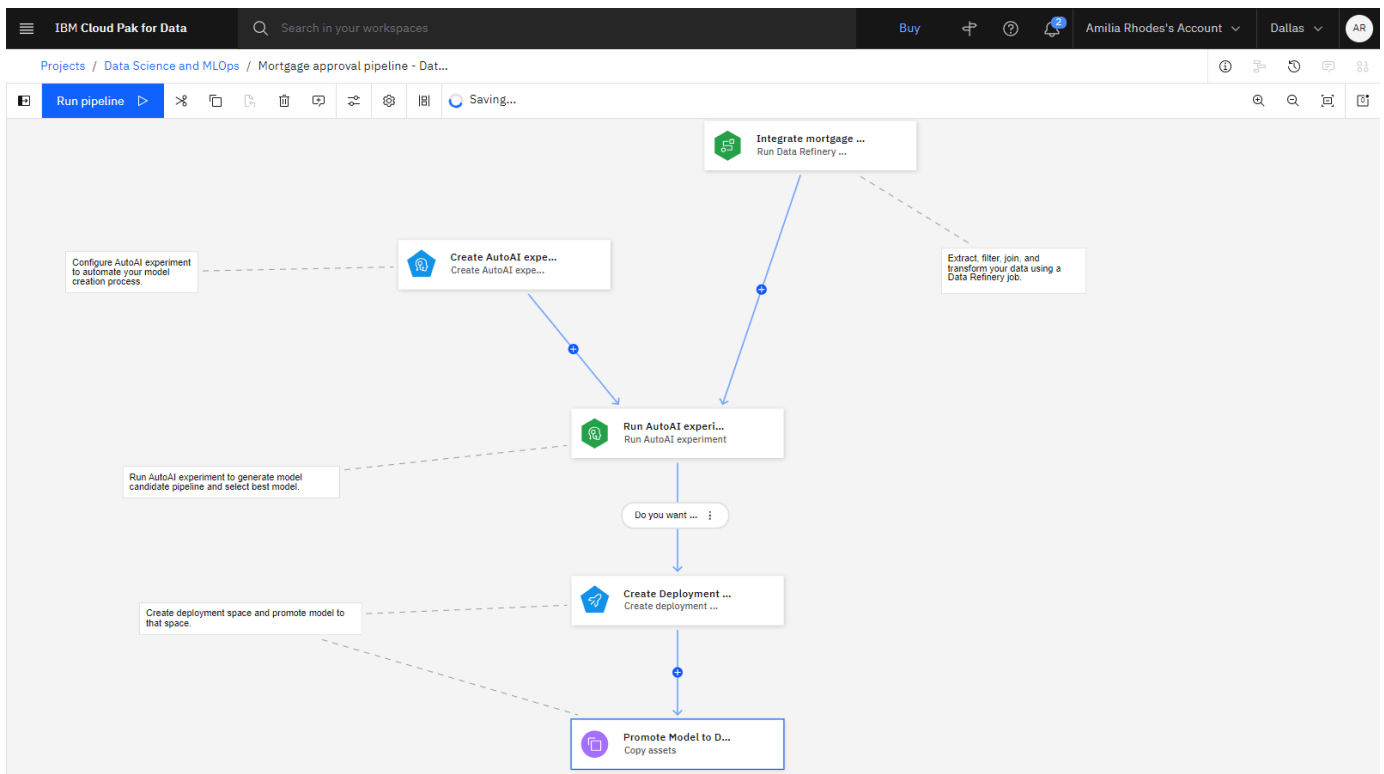 IBM Cloud Pak for Data
Search in your workspaces
Buy
2
Amilia Rhodes's Account
Dallas
AR
Projects / Data Science and MLOps / Mortgage approval pipeline - Dat...
Run pipeline
Saving...
Integrate mortgage ...
Run Data Refinery ...
Configure AutoAI experiment
to automate your model
creation process.
Create AutoAI expe...
Create AutoAI expe...
Extract, filter, join, and
transform your data using a
Data Refinery job.
Run AutoAI experi...
Run AutoAI experiment
Run AutoAI experiment to generate model
candidate pipeline and select best model.
Do you want ...
Create Deployment ...
Create deployment ...
Create deployment space and promote model to
that space.
Promote Model to D...
Copy assets